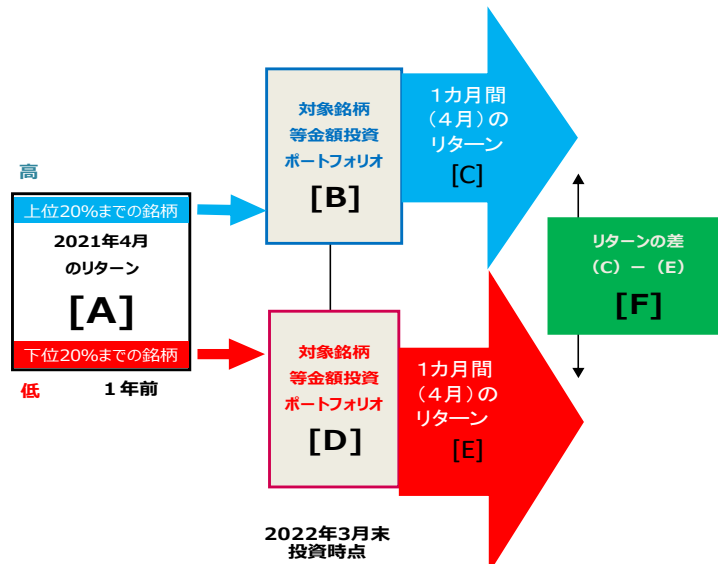 高
上位20%までの銘柄
2021年4月
のリターン
[A]
下位20%までの銘柄
低
1年前
対象銘柄
等金額投資
ポートフォリオ
[B]
1カ月間
(4月)の
リターン
[C]
対象銘柄
等金額投資
ポートフォリオ
[D]
1カ月間
(4月)の
リターン
[E]
リターンの差
(C) － (E)
[F]
2022年3月末
投資時点